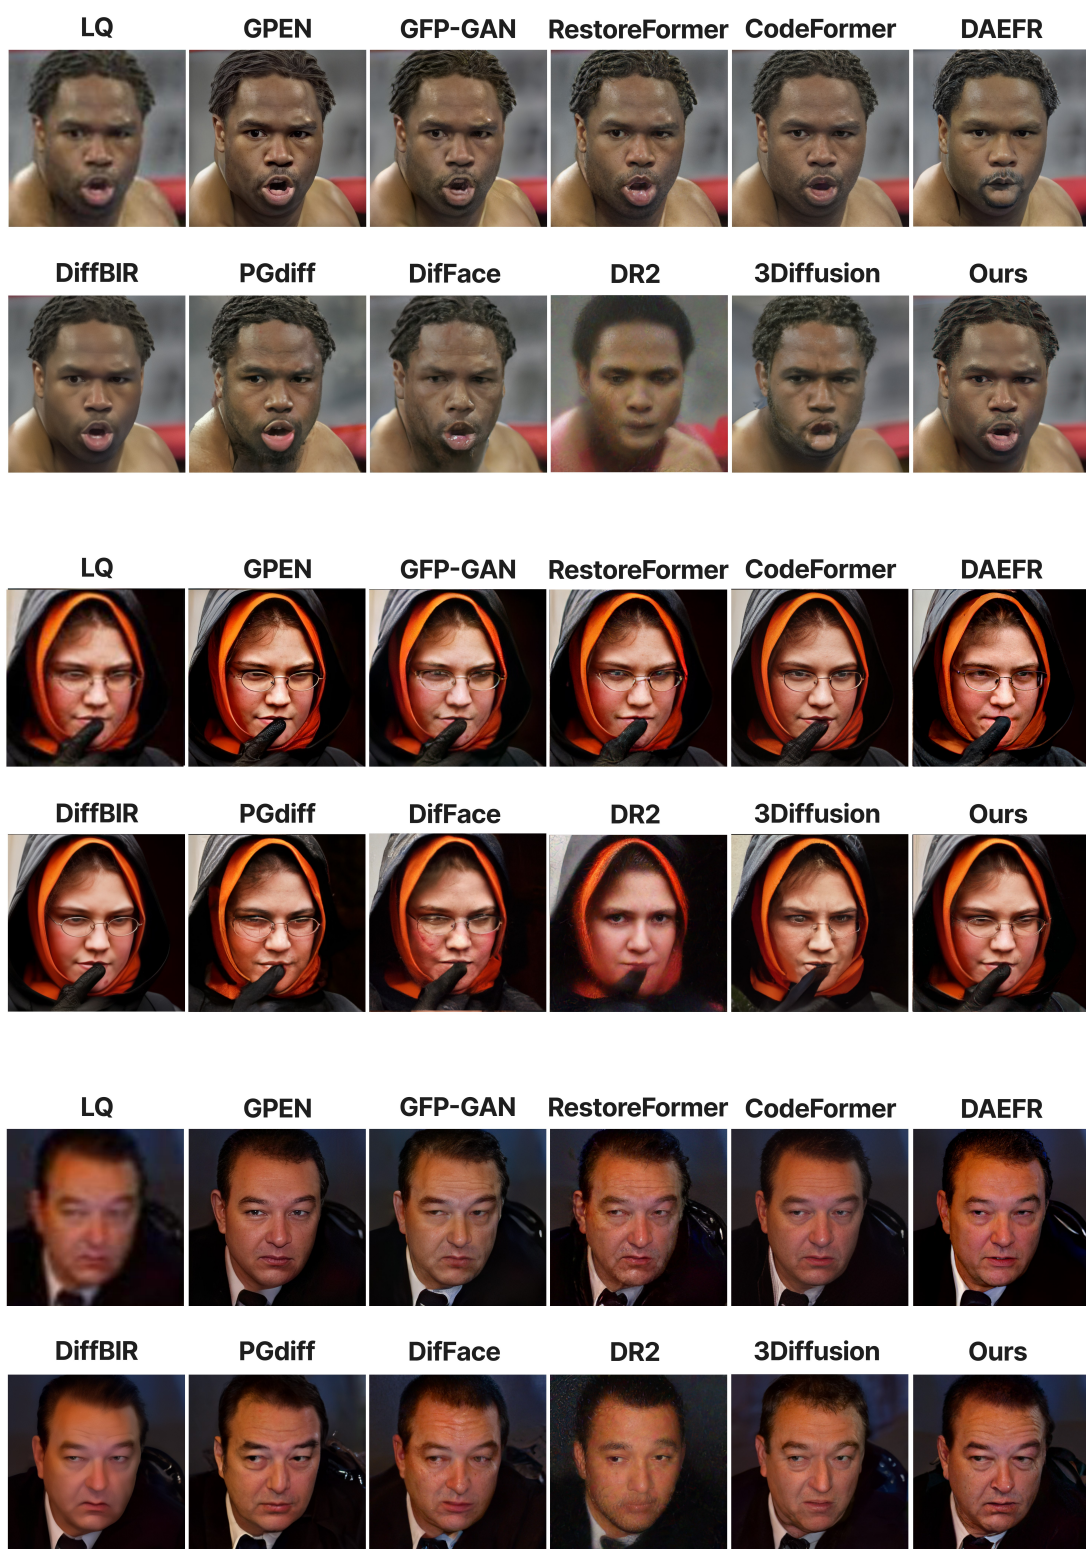 LQ GPEN GFP-GAN RestoreFormer CodeFormer DAEFR
DiffBIR PGdiff DifFace DR2 3Diffusion Ours
LQ GPEN GFP-GAN RestoreFormer CodeFormer DAEFR
DiffBIR PGdiff DifFace DR2 3Diffusion Ours
LQ GPEN GFP-GAN RestoreFormer CodeFormer DAEFR
DiffBIR PGdiff DifFace DR2 3Diffusion Ours